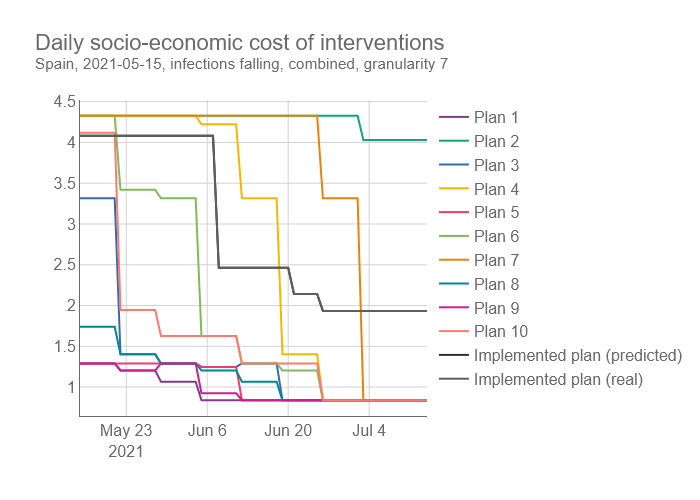 Daily socio-economic cost of interventions
Spain, 2021-05-15, infections falling, combined, granularity 7
4.5
4
3.5
3
2.5
2
1.5
1
May 23
2021
Jun 6
Jun 20
Jul 4
Plan 1
Plan 2
Plan 3
Plan 4
Plan 5
Plan 6
Plan 7
Plan 8
Plan 9
Plan 10
Implemented plan (predicted)
Implemented plan (real)